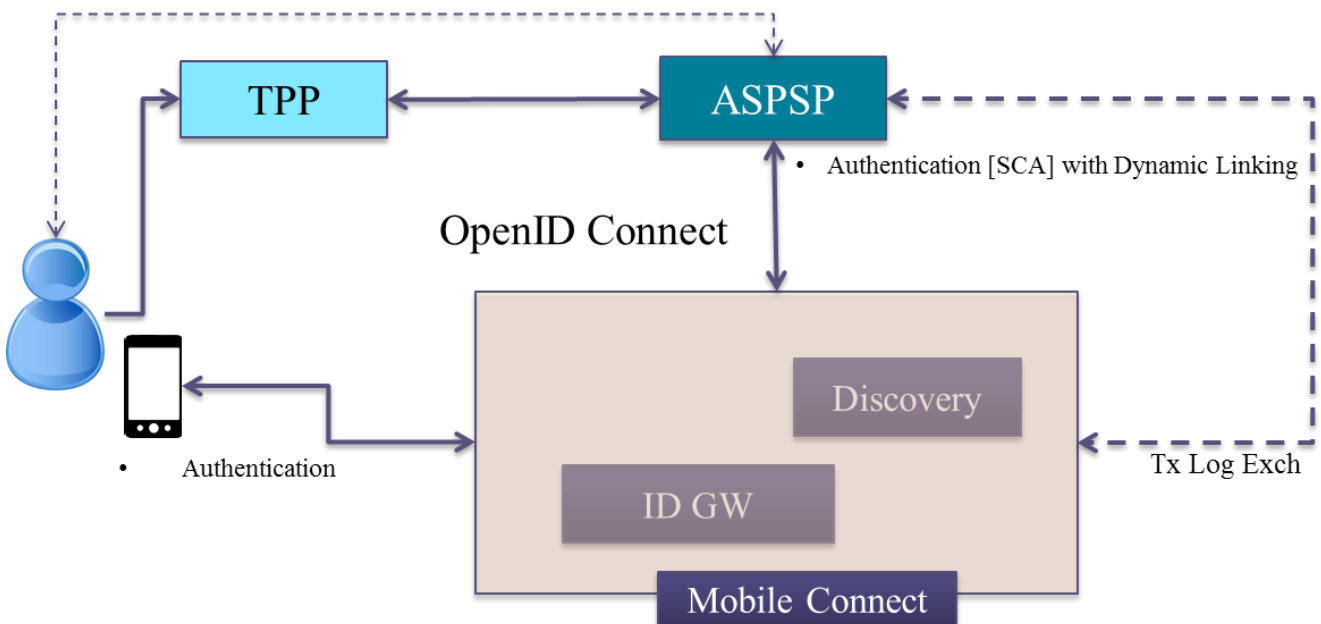 TPP
ASPSP
• Authentication [SCA] with Dynamic Linking
OpenID Connect
Discovery
• Authentication
Tx Log Exch
ID GW
Mobile Connect